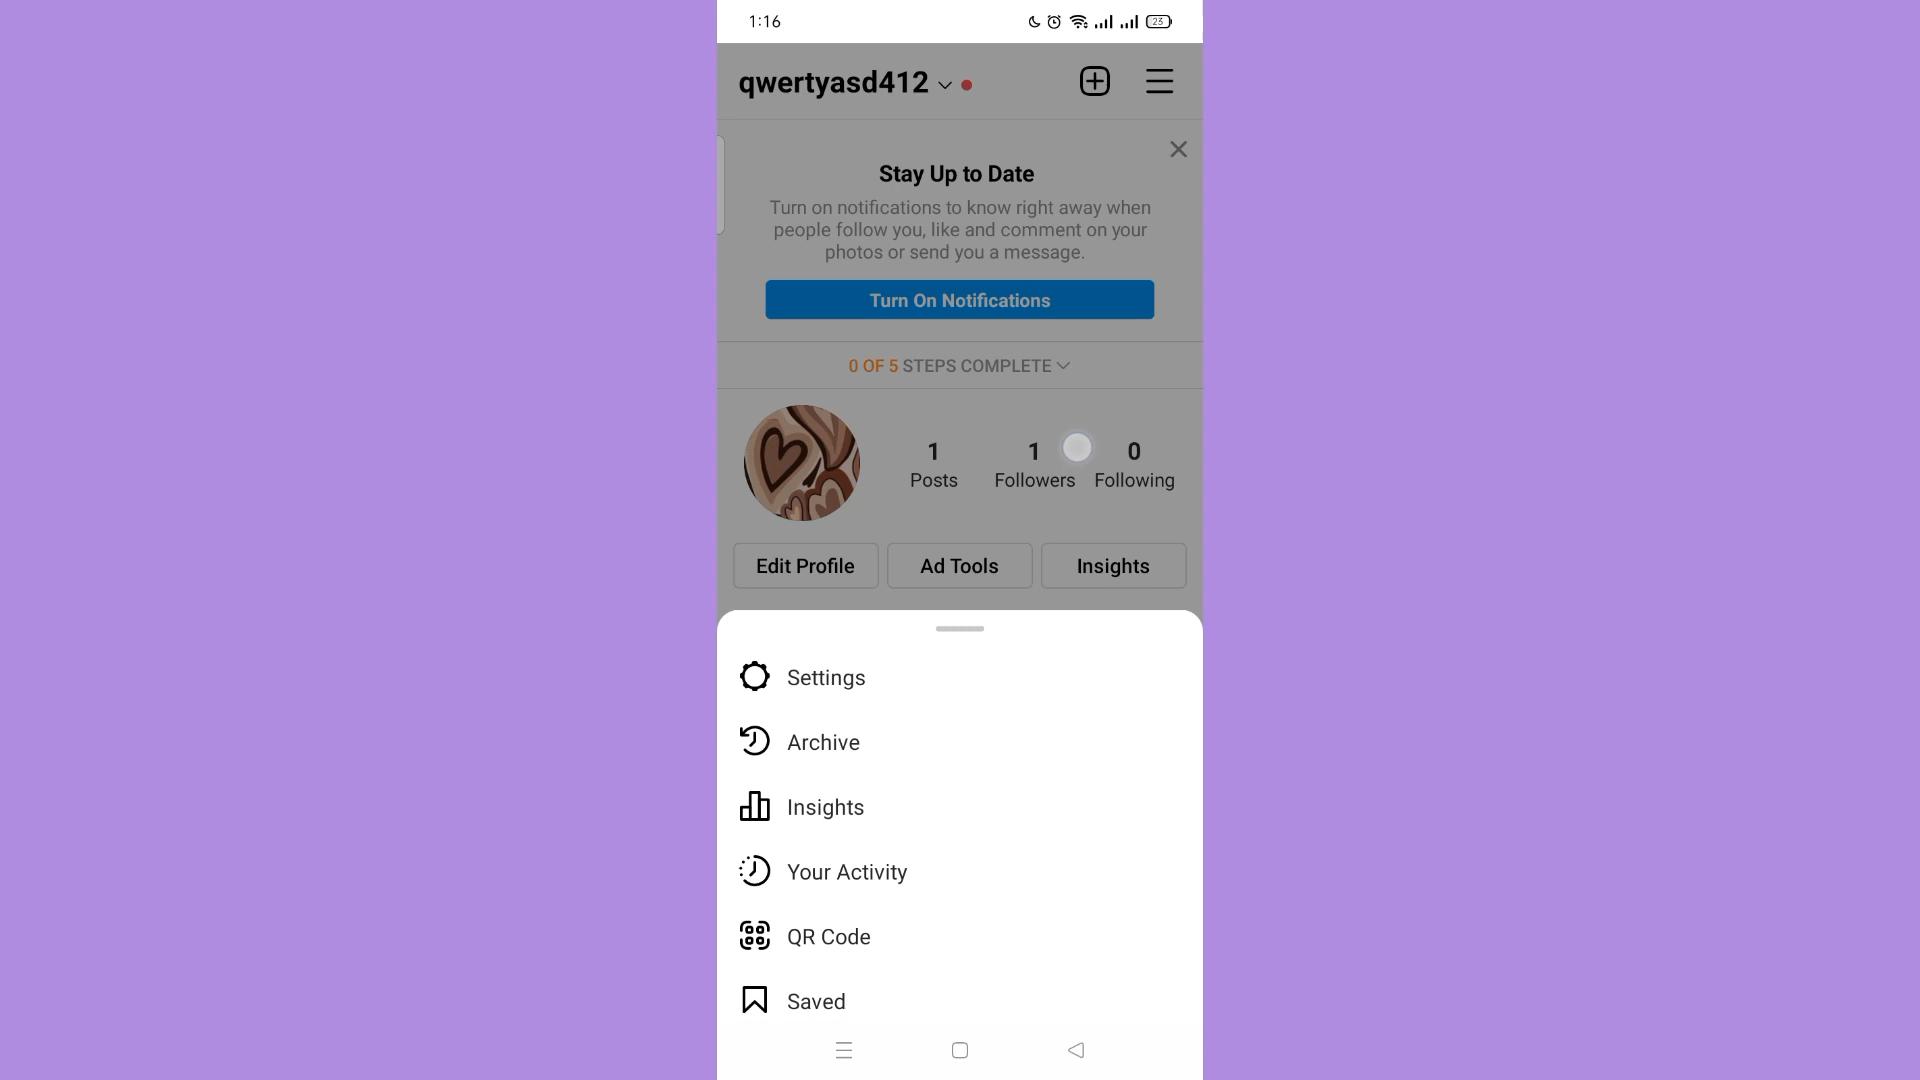 1:16
23
qwertyasd412
Stay Up to Date
Turn on notifications to know right away when
people follow you, like and comment on your
photos or send you a message.
Turn On Notifications
0 OF 5 STEPS COMPLETE
1 1 0
Posts Followers Following
Edit Profile Ad Tools Insights
Settings
Archive
Insights
Your Activity
QR Code
Saved